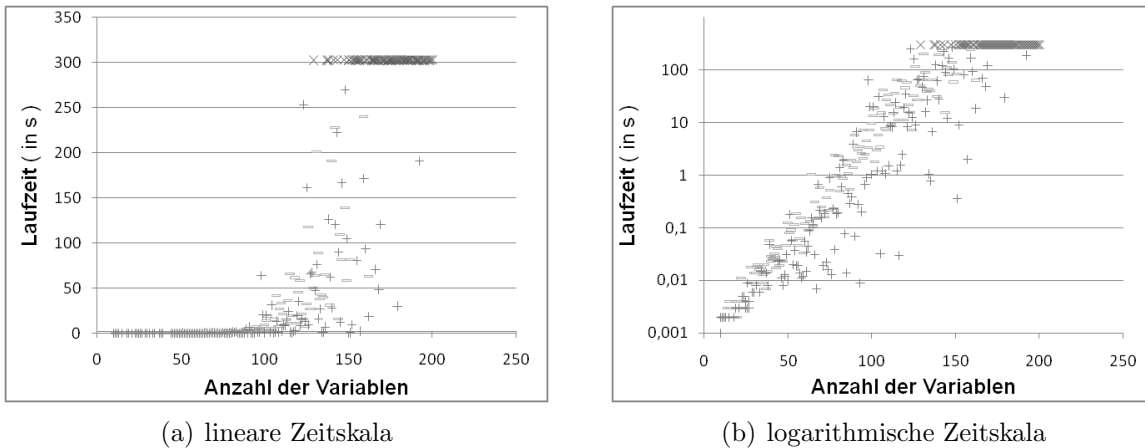 350
300
250
200
150
100
50
0
0 50 100 150 200 250
Laufzeit ( in s )
Anzahl der Variablen
(a) lineare Zeitskala
100
10
1
0,1
0,01
0,001
0 50 100 150 200 250
Laufzeit ( in s )
Anzahl der Variablen
(b) logarithmische Zeitskala